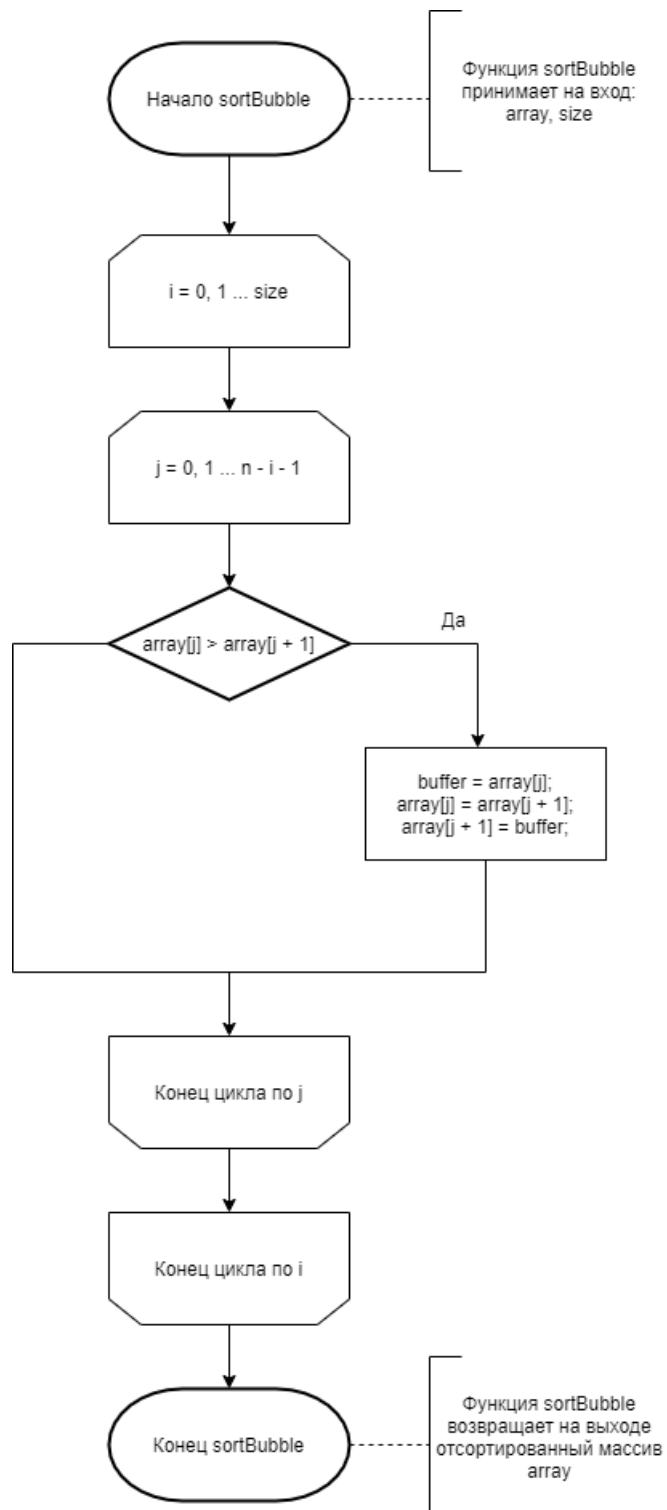 Начало sortBubble
Функция sortBubble
принимает на вход:
array, size
i = 0, 1 ... size
j = 0, 1 ... n - i - 1
array[j] > array[j + 1]
Да
buffer = array[j];
array[j] = array[j + 1];
array[j + 1] = buffer;
Конец цикла по j
Конец цикла по i
Конец sortBubble
Функция sortBubble
возвращает на выходе
отсортированный массив
array